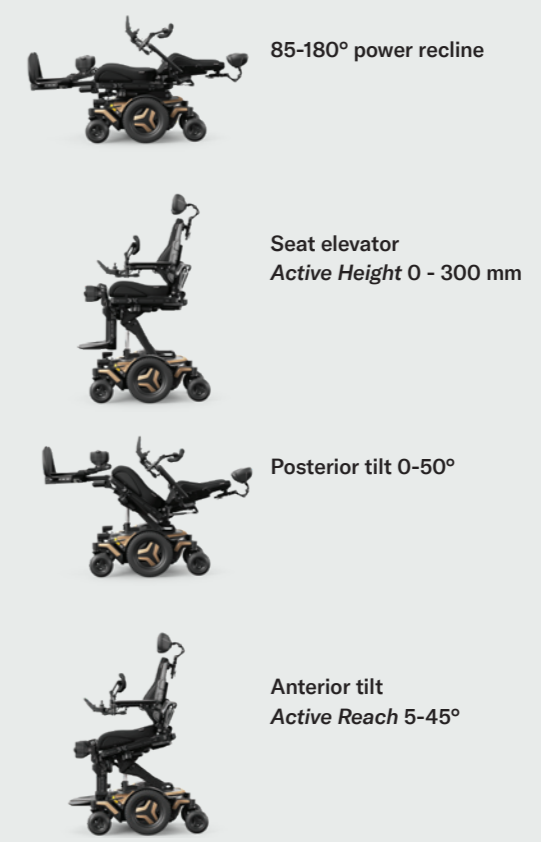 85-180° power recline
Seat elevator
Active Height 0 - 300 mm
Posterior tilt 0-50°
Anterior tilt
Active Reach 5-45°